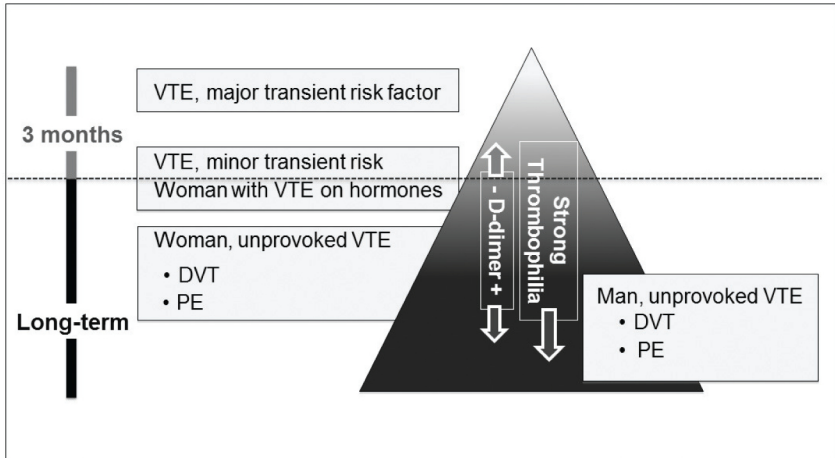 VTE, major transient risk factor
3 months
VTE, minor transient risk
Woman with VTE on hormones
Woman, unprovoked VTE
• DVT
• PE
Long-term
- D-dimer +
Strong
Thrombophilia
Man, unprovoked VTE
• DVT
• PE